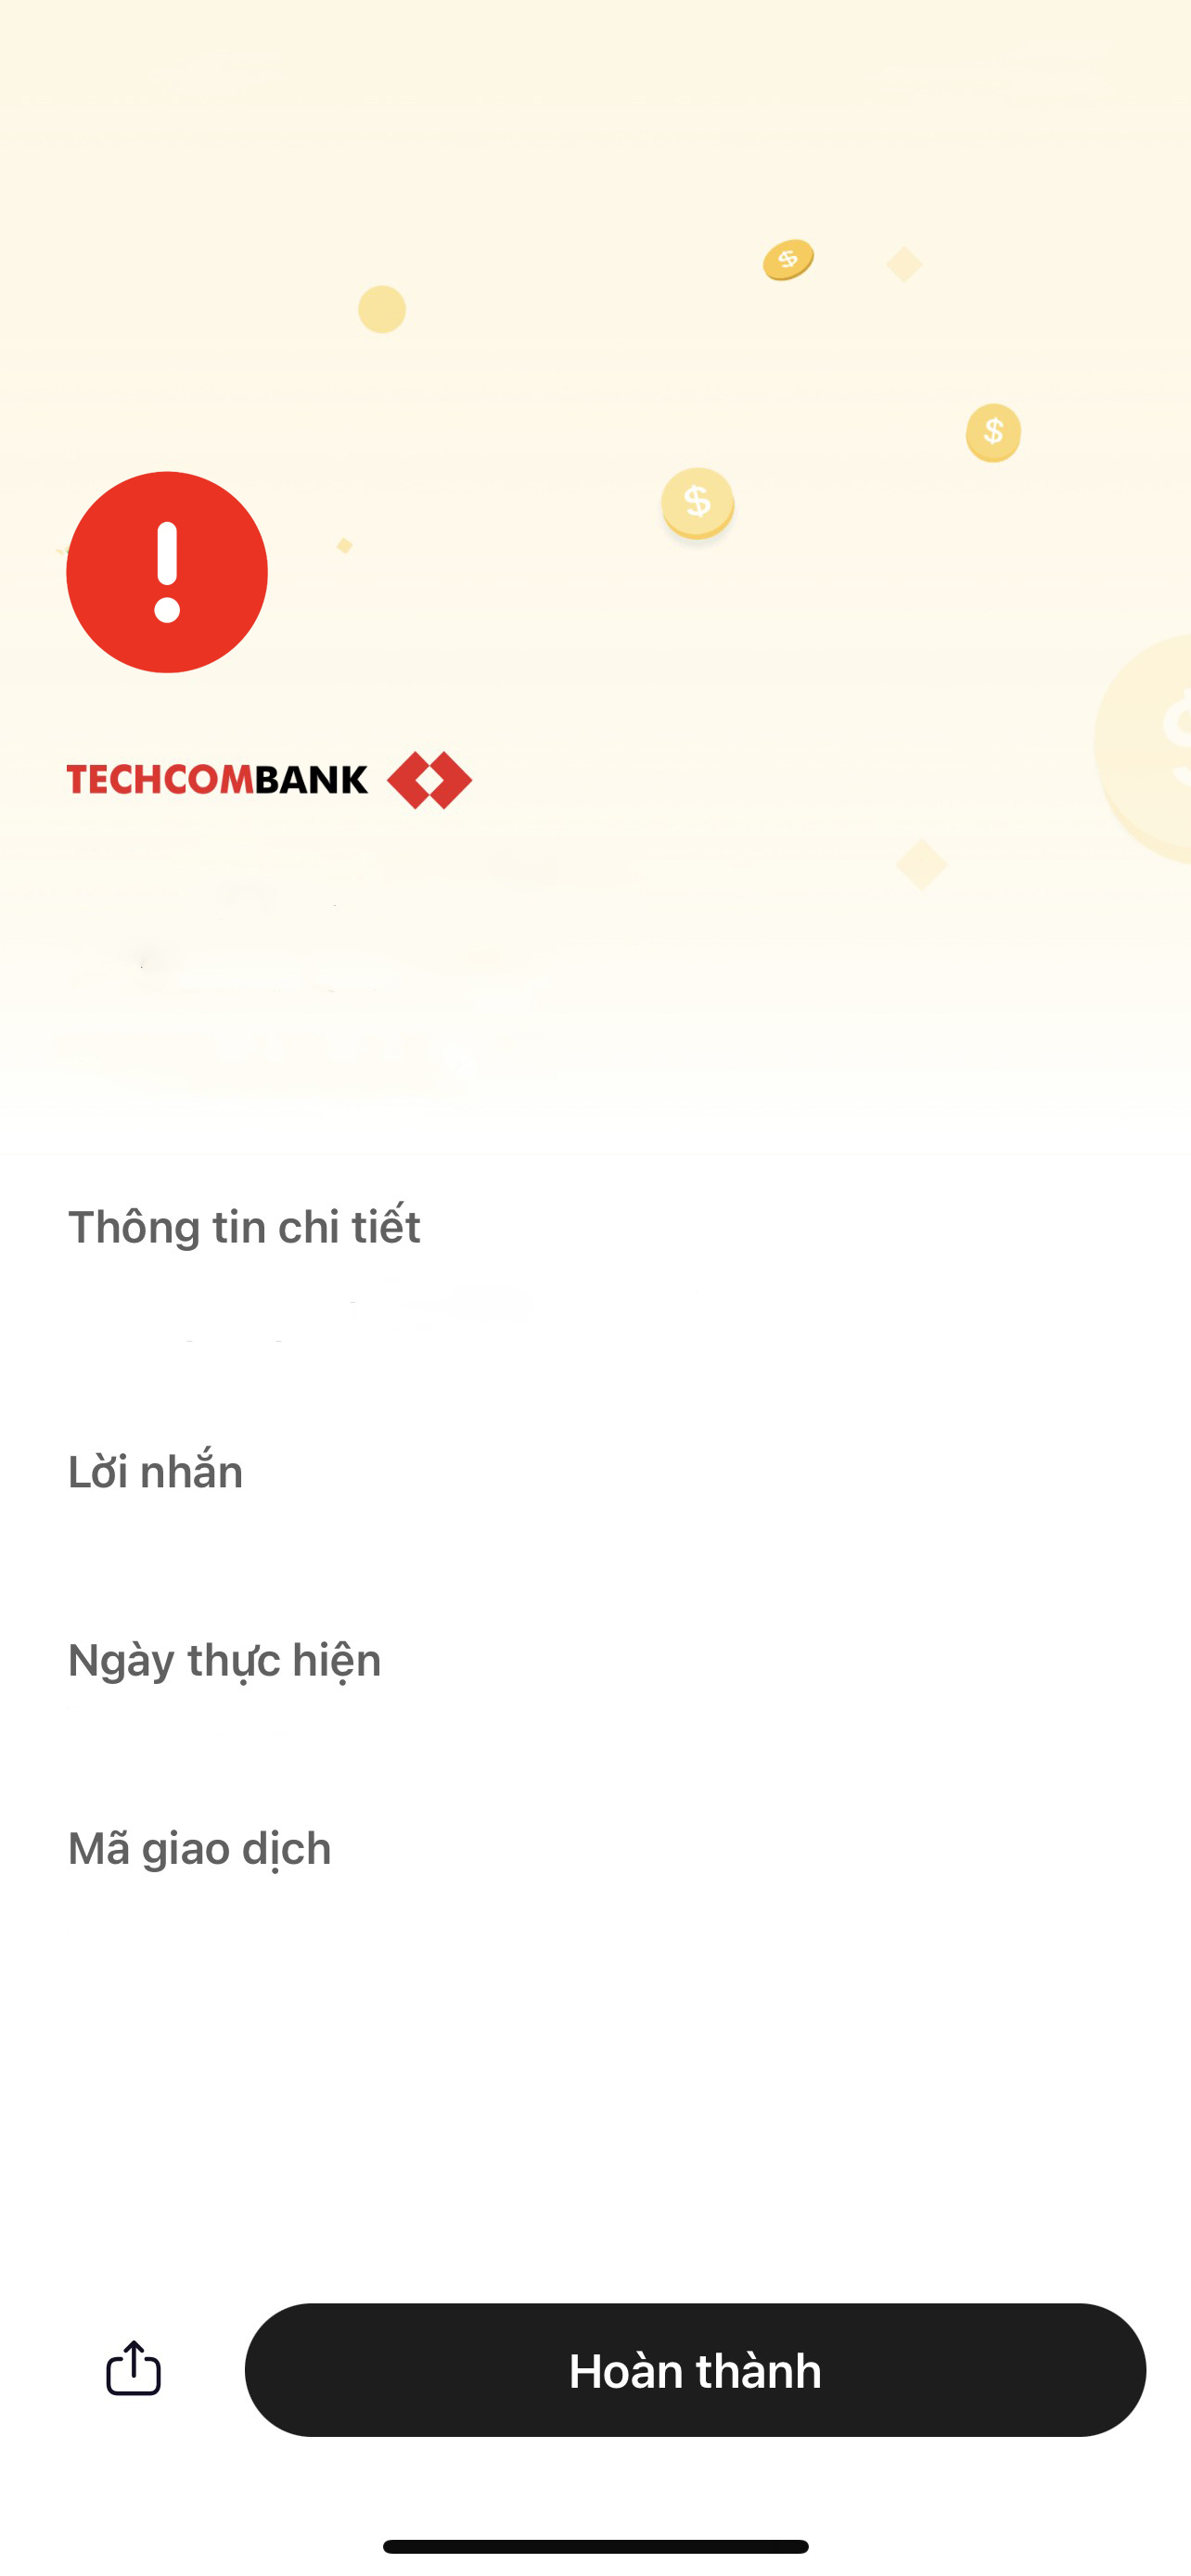 TECHCOMBANK
Thông tin chi tiết
Lời nhắn
Ngày thực hiện
Mã giao dịch
Hoàn thành